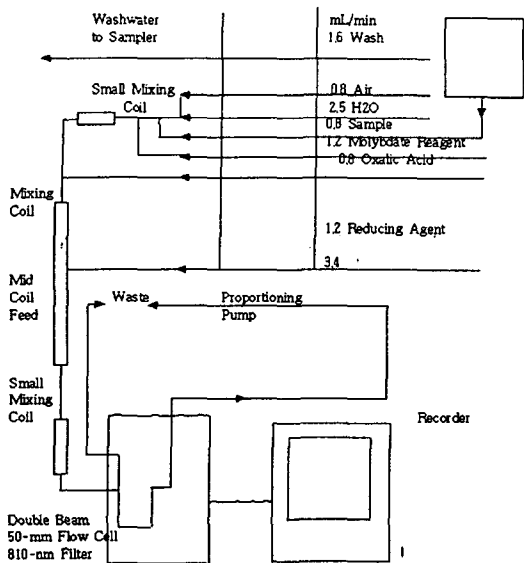 Washwater
to Sampler
mL/min
1.6 Wash
Small Mixing
Coil
0.8 Air
2.5 H2O
0.8 Sample
1.2 Molybdate Reagent
0.8 Oxalic Acid
Mixing
Coil
1.2 Reducing Agent
Mid
Coil
Feed
3.4
Waste
Proportioning
Pump
Small
Mixing
Coil
Recorder
Double Beam
50-mm Flow Cell
810-nm Filter